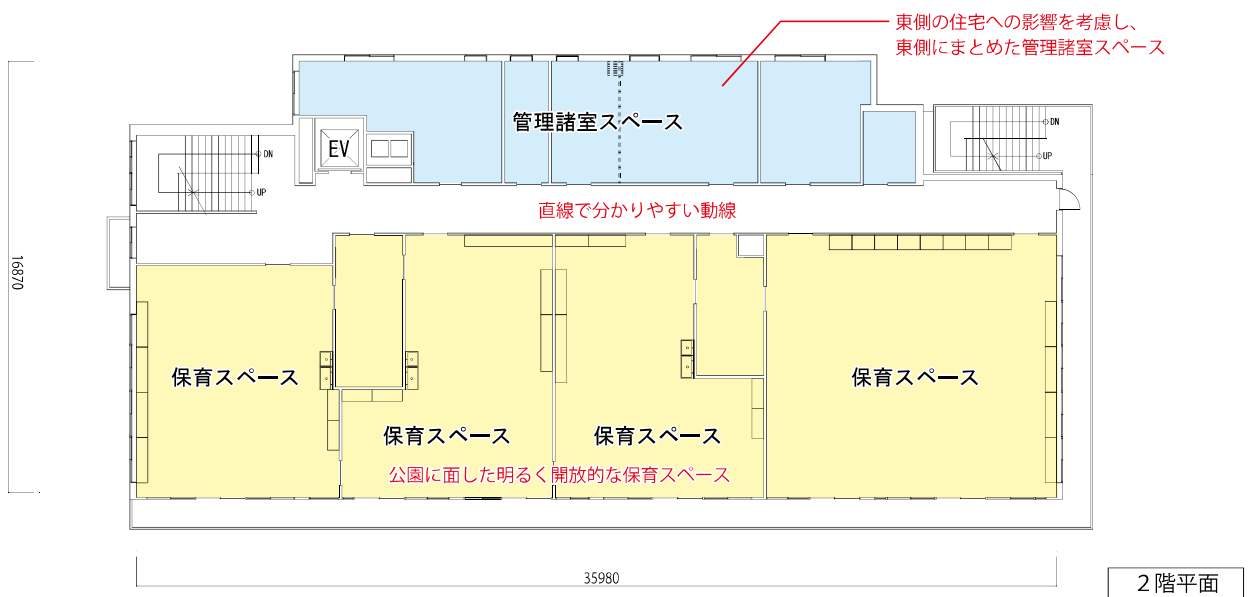 東側の住宅への影響を考慮し、
東側にまとめた管理諸室スペース
管理諸室スペース
EV
DN
UP
DN
UP
直線で分かりやすい動線
16870
保育スペース
保育スペース
保育スペース
保育スペース
公園に面した明るく開放的な保育スペース
35980
2階平面